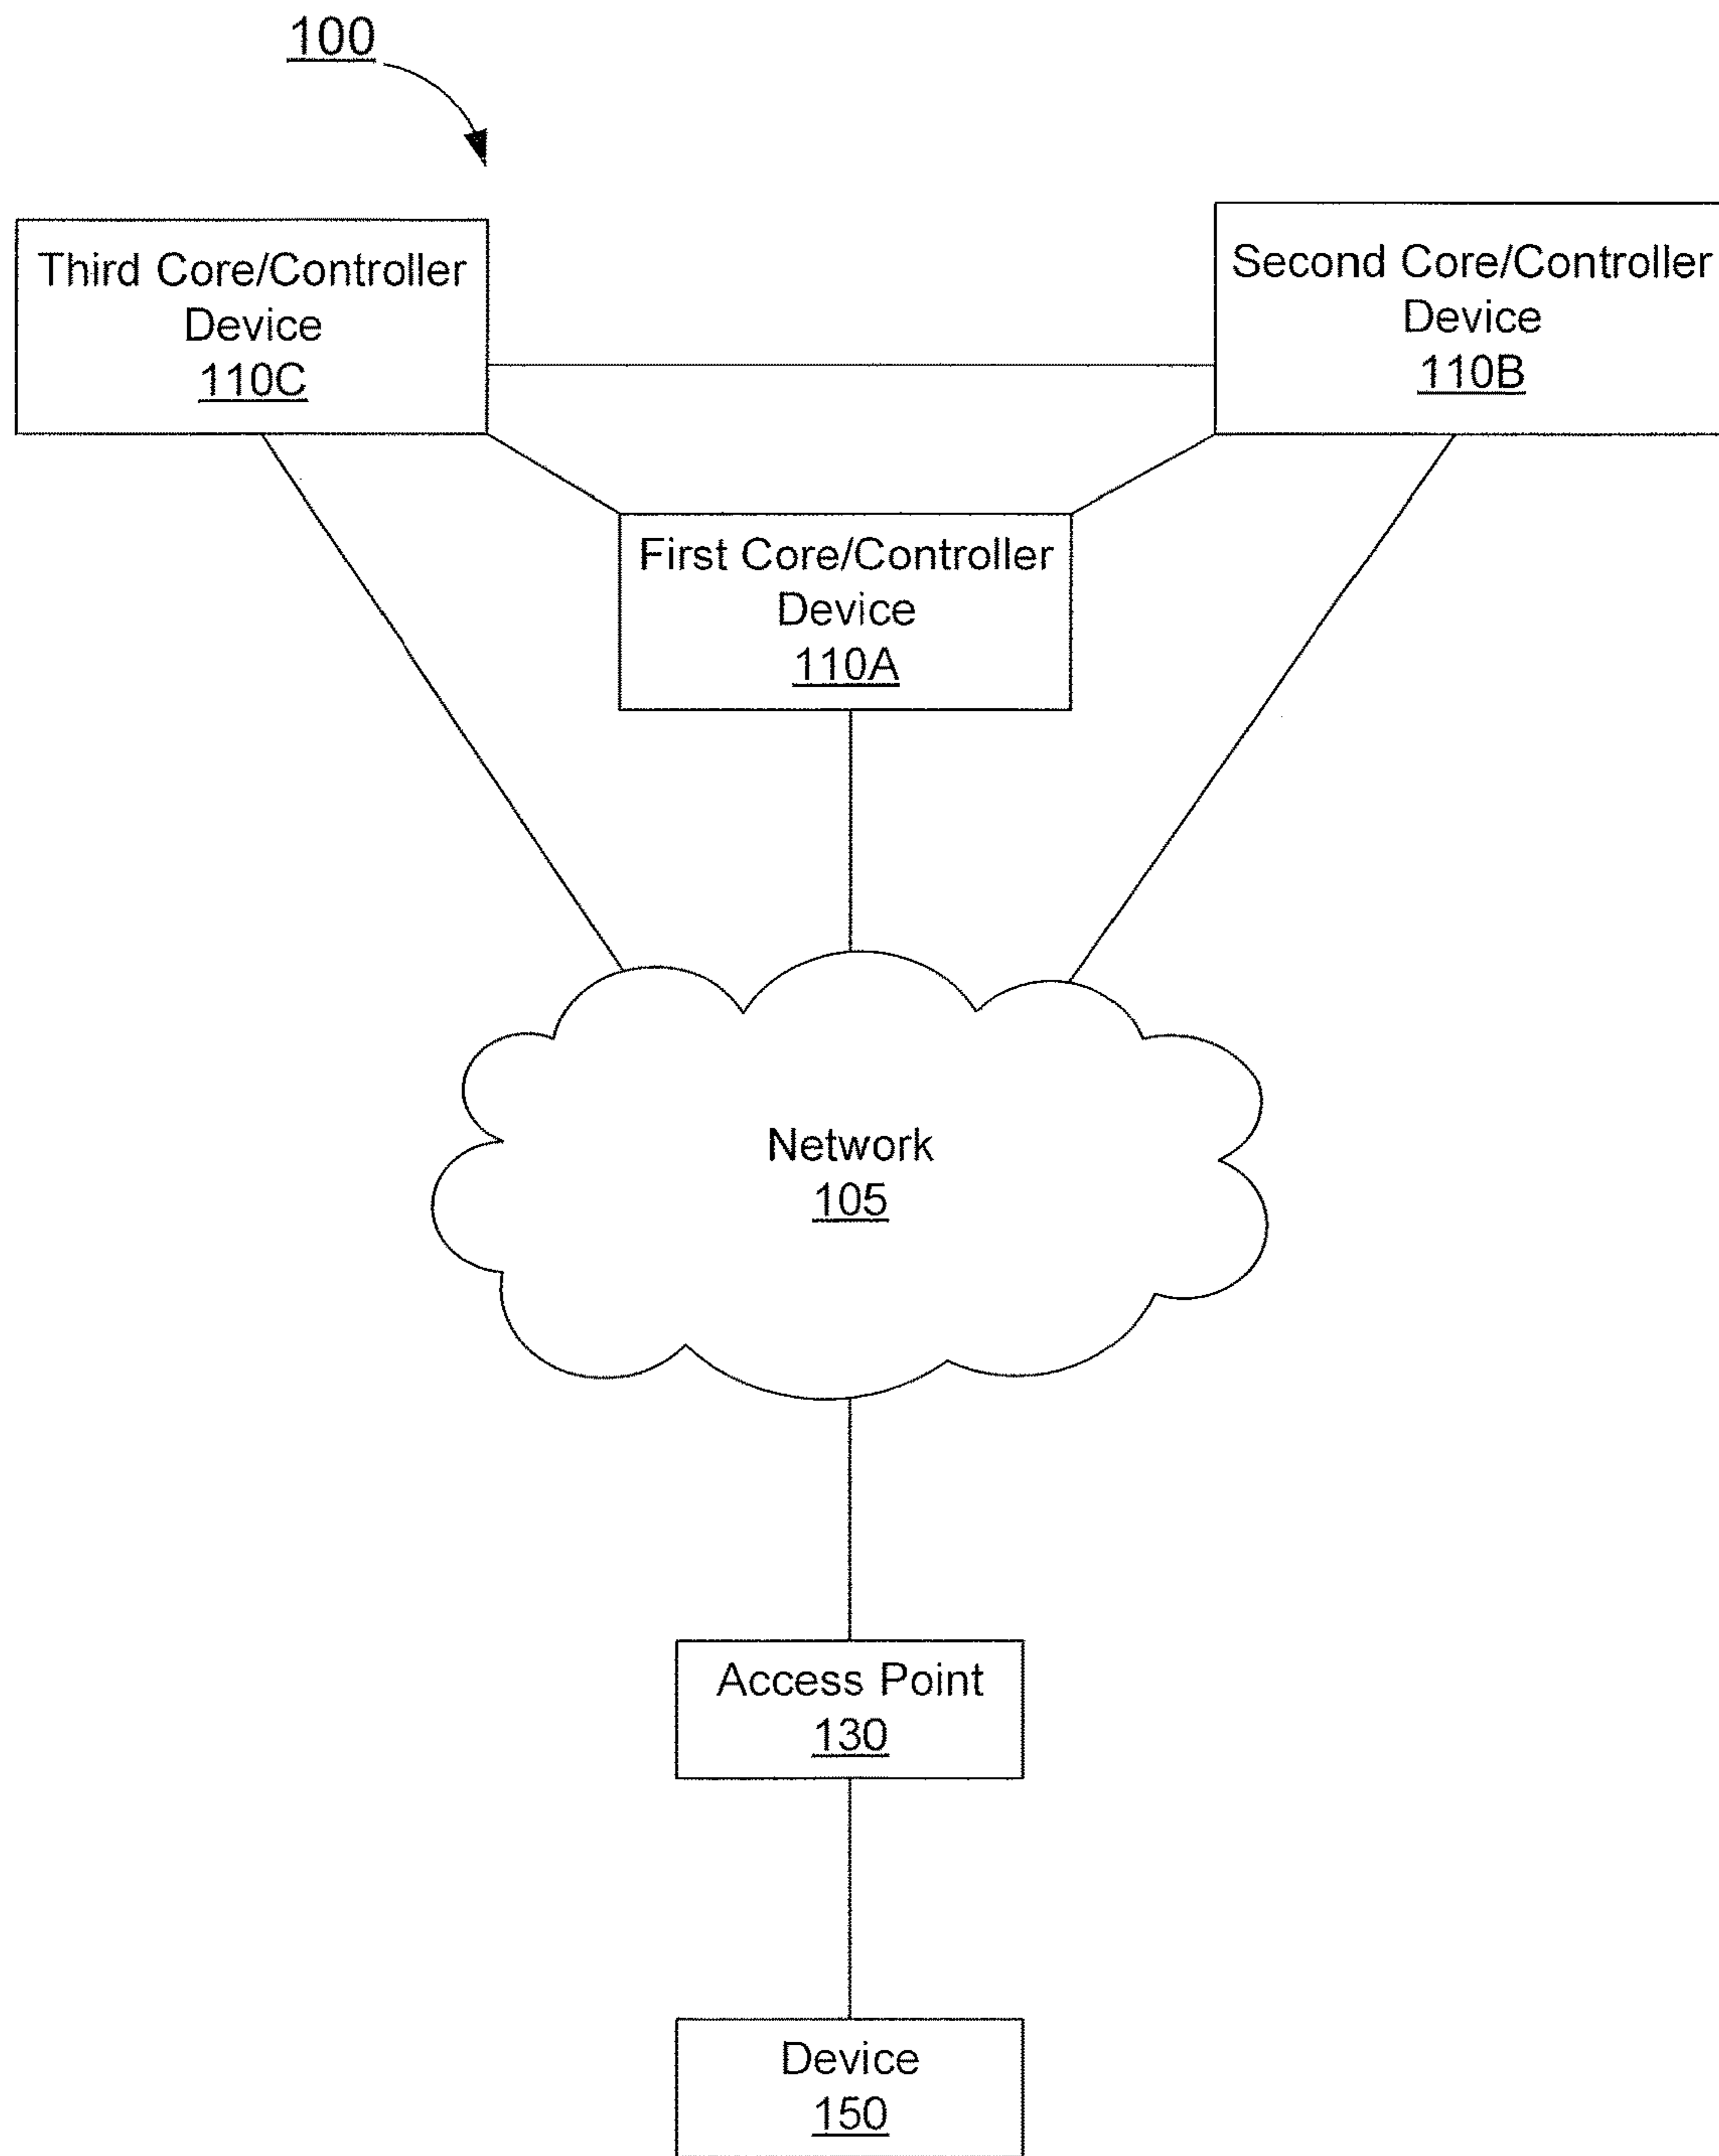 100
Third Core/Controller
Device
110C
Second Core/Controller
Device
110B
First Core/Controller
Device
110A
Network
105
Access Point
130
Device
150